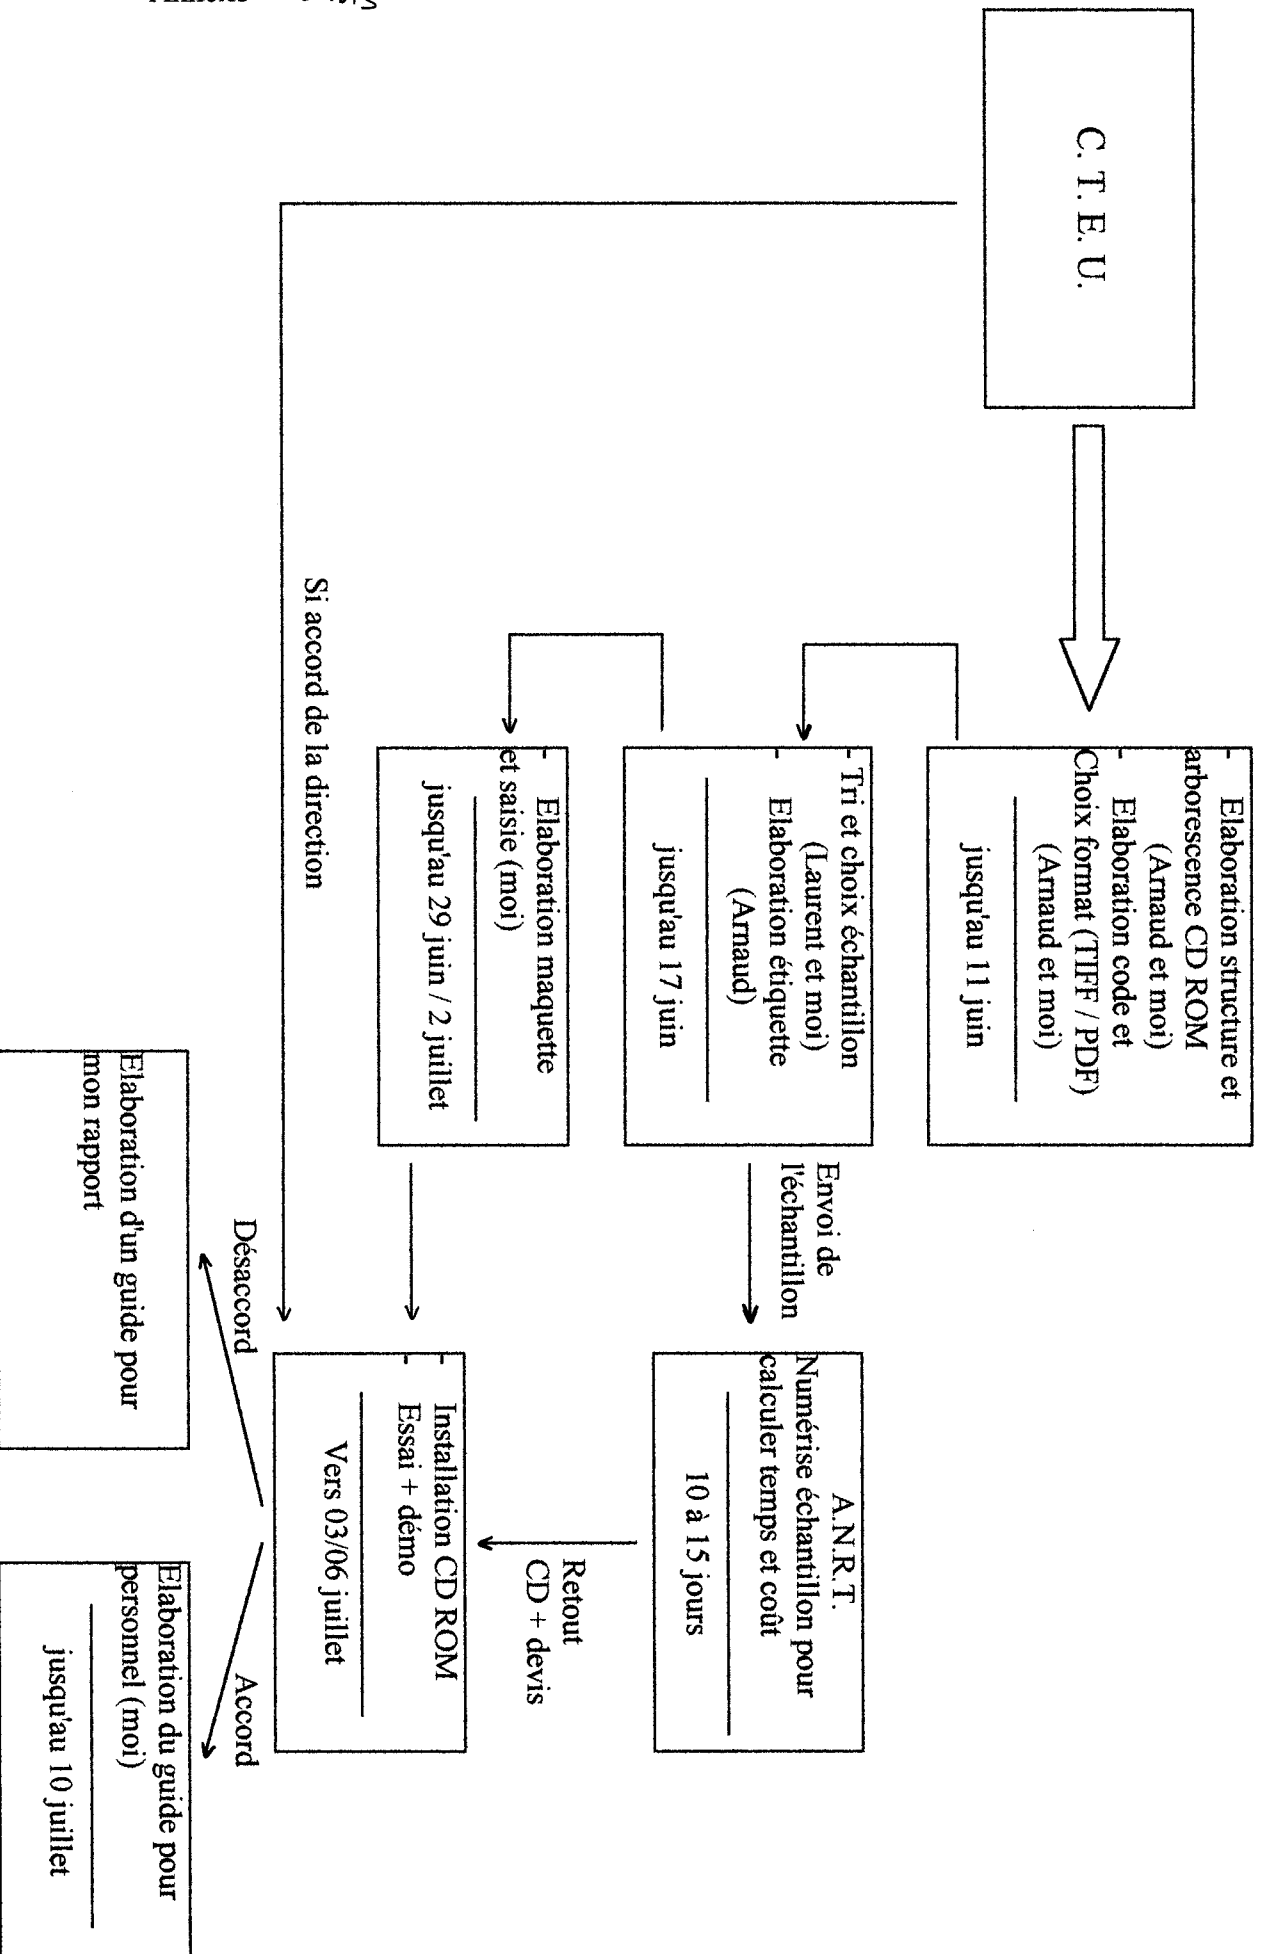 C. T. E. U.
- Elaboration structure et
arborescence CD ROM
(Arnaud et moi)
- Elaboration code et
Choix format (TIFF / PDF)
(Arnaud et moi)
jusqu'au 11 juin
- Tri et choix échantillon
(Laurent et moi)
- Elaboration étiquette
(Arnaud)
jusqu'au 17 juin
Envoi de
l'échantillon
A.N.R.T.
Numérise échantillon pour
calculer temps et coût
10 à 15 jours
- Elaboration maquette
et saisie (moi)
jusqu'au 29 juin / 2 juillet
Retout
CD + devis
Si accord de la direction
- Installation CD ROM
- Essai + démo
Vers 03/06 juillet
Désaccord
Accord
Elaboration d'un guide pour
mon rapport
Elaboration du guide pour
personnel (moi)
jusqu'au 10 juillet